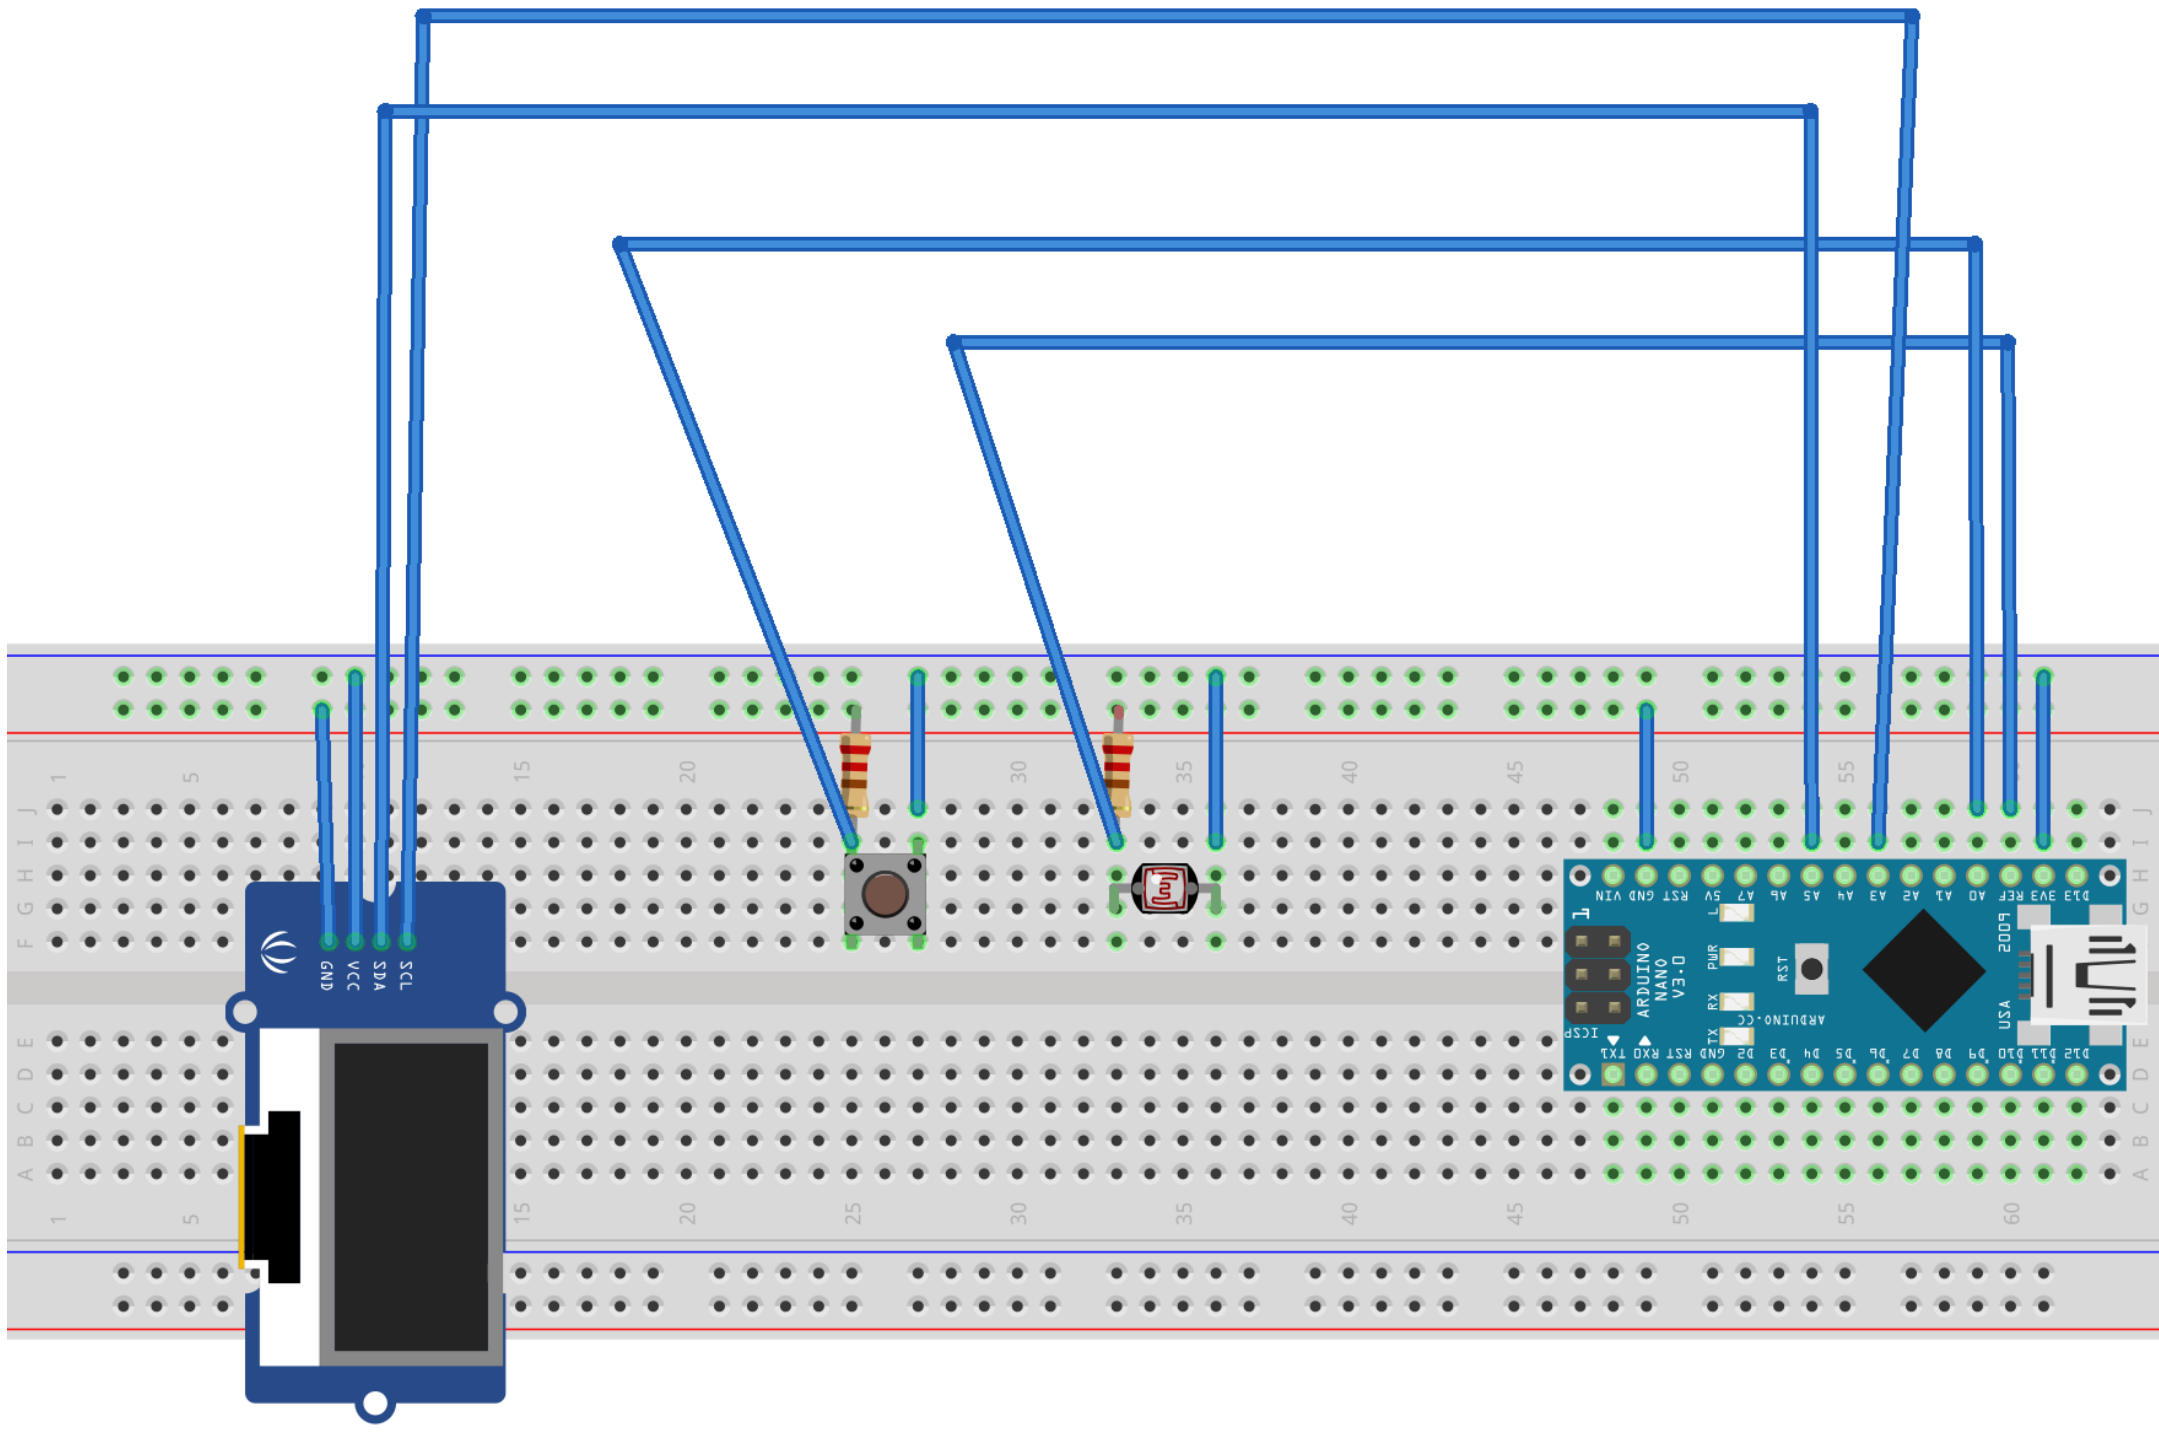 1 5 15 20 30 35 40 45 50 55
J J
I I
H H
VIN GND RST 5V A7 A6 A5 A4 A3 A2 A1 A0 REF 3V3 D13
G G
F
1
L
PWR
RX
TX
RST
ARDUINO
NANO
V3.0
ARDUINO.CC
ICSP
USA
2009
GND VCC SDA SCL
TX1 RX0 RST GND D2 D3 D4 D5 D6 D7 D8 D9 D10 D11 D12
E E
D D
C C
B B
A A
1 5 15 20 25 30 35 40 45 50 55 60